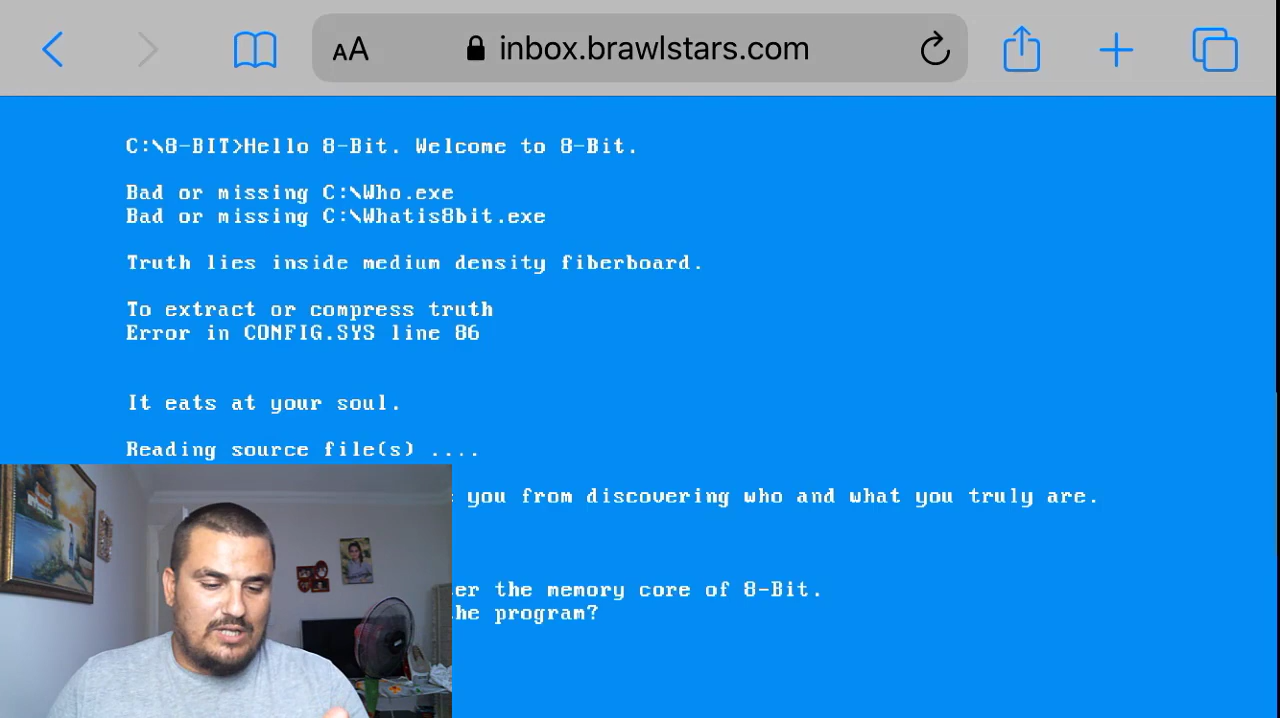 AA inbox.brawlstars.com
C:\8-BIT>Hello 8-Bit. Welcome to 8-Bit.
Bad or missing C:\Who.exe
Bad or missing C:\Whatis8bit.exe
Truth lies inside medium density fiberboard.
To extract or compress truth
Error in CONFIG.SYS line 86
It eats at your soul.
Reading source file(s) ....
you from discovering who and what you truly are.
the memory core of 8-Bit.
program?